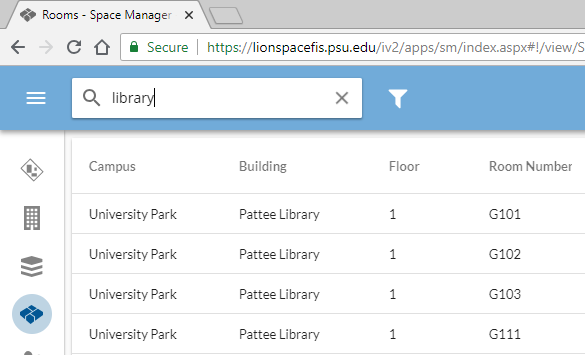 Rooms - Space Manager
Secure https://lionspacefis.psu.edu/iv2/apps/sm/index.aspx#!/view/S
library
Campus Building Floor Room Number
University Park Pattee Library 1 G101
University Park Pattee Library 1 G102
University Park Pattee Library 1 G103
University Park Pattee Library 1 G111